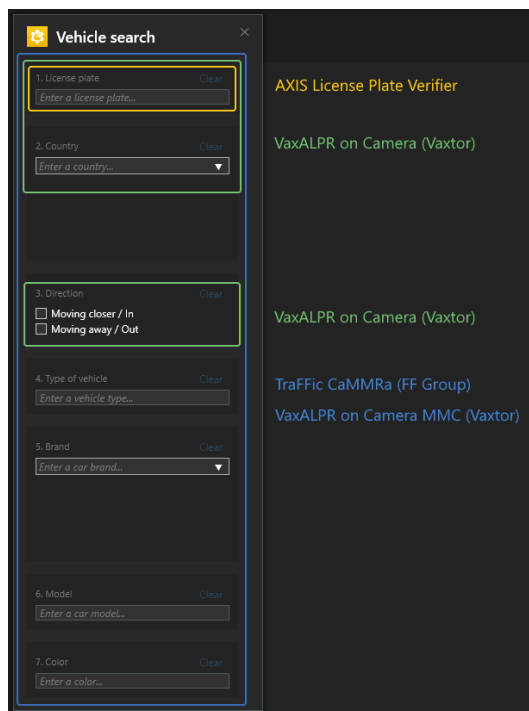 Vehicle search
1. License plate
Clear
Enter a license plate...
AXIS License Plate Verifier
2. Country
Clear
VaxALPR on Camera (Vaxtor)
Enter a country...
3. Direction
Clear
Moving closer / In
VaxALPR on Camera (Vaxtor)
Moving away / Out
4. Type of vehicle
Clear
TraFFic CaMMRa (FF Group)
Enter a vehicle type...
VaxALPR on Camera MMC (Vaxtor)
5. Brand
Clear
Enter a car brand...
6. Model
Clear
Enter a car model...
7. Color
Clear
Enter a color...